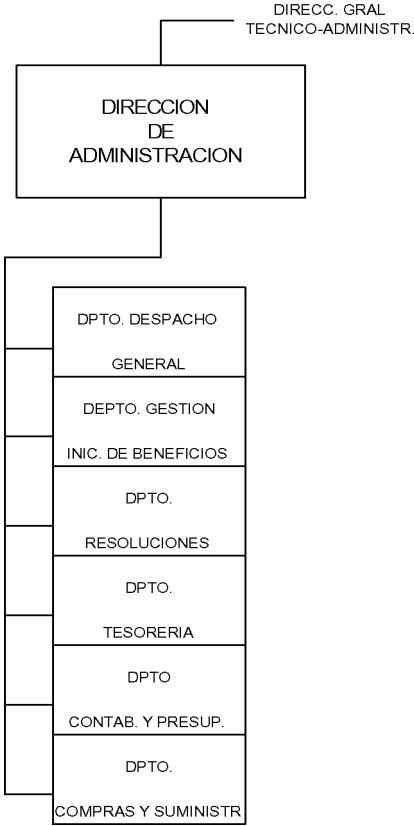 DIRECC. GRAL
TECNICO-ADMINISTR.
DIRECCION
DE
ADMINISTRACION
DPTO. DESPACHO
GENERAL
DEPTO. GESTION
INIC. DE BENEFICIOS
DPTO.
RESOLUCIONES
DPTO.
TESORERIA
DPTO
CONTAB. Y PRESUP.
DPTO.
COMPRAS Y SUMINISTR